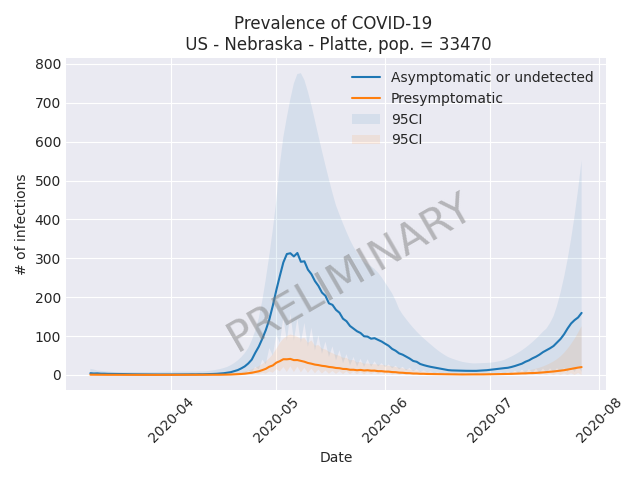 Prevalence of COVID-19
US - Nebraska - Platte, pop. = 33470
800
700
600
500
400
300
200
100
0
# of infections
Asymptomatic or undetected
Presymptomatic
95CI
95CI
PRELIMINARY
2020-04
2020-05
2020-06
2020-07
2020-08
Date